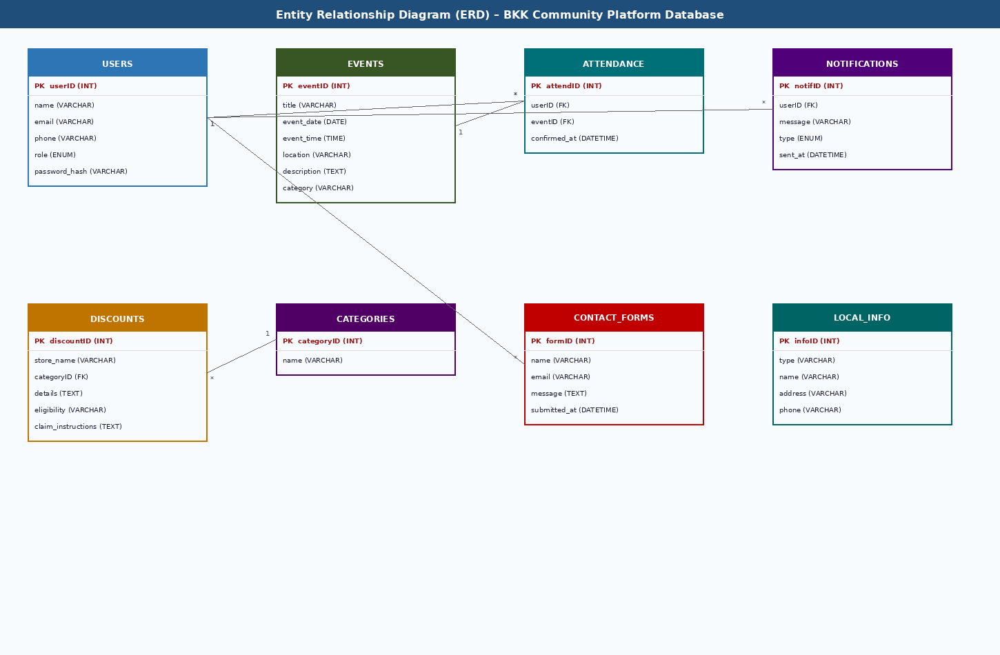 Entity Relationship Diagram (ERD) – BKK Community Platform Database
USERS
PK userID (INT)
name (VARCHAR)
email (VARCHAR)
phone (VARCHAR)
role (ENUM)
password_hash (VARCHAR)
1
EVENTS
PK eventID (INT)
title (VARCHAR)
event_date (DATE)
event_time (TIME)
location (VARCHAR)
description (TEXT)
category (VARCHAR)
1
*
ATTENDANCE
PK attendID (INT)
userID (FK)
eventID (FK)
confirmed_at (DATETIME)
*
NOTIFICATIONS
PK notifID (INT)
userID (FK)
message (VARCHAR)
type (ENUM)
sent_at (DATETIME)
DISCOUNTS
PK discountID (INT)
store_name (VARCHAR)
categoryID (FK)
details (TEXT)
eligibility (VARCHAR)
claim_instructions (TEXT)
*
1
CATEGORIES
PK categoryID (INT)
name (VARCHAR)
*
CONTACT_FORMS
PK formID (INT)
name (VARCHAR)
email (VARCHAR)
message (TEXT)
submitted_at (DATETIME)
LOCAL_INFO
PK infoID (INT)
type (VARCHAR)
name (VARCHAR)
address (VARCHAR)
phone (VARCHAR)